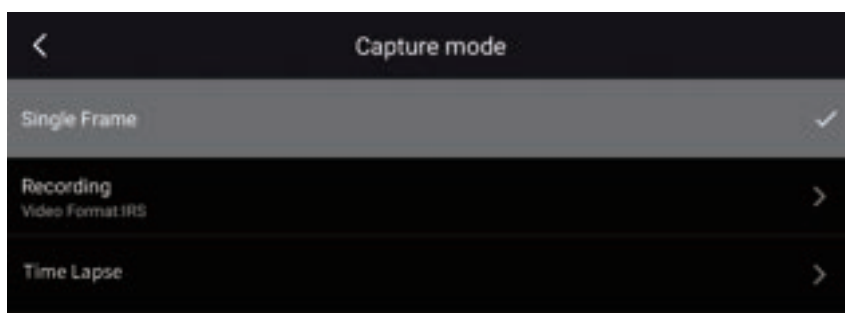 Capture mode
Single Frame
Recording
Video Format:IRS
Time Lapse